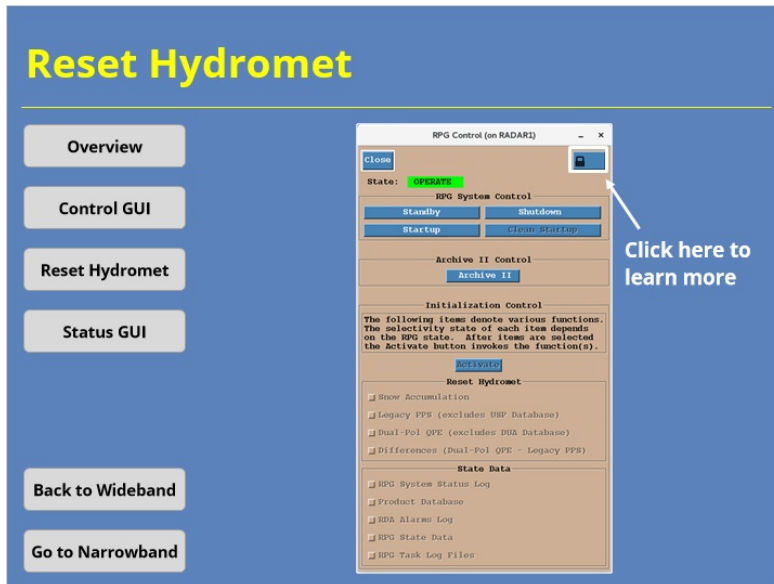 Reset Hydromet
Overview
Control GUI
Reset Hydromet
Status GUI
Back to Wideband
Go to Narrowband
RPG Control (on RADAR1)
Close
State: OPERATE
RPG System Control
Standby Shutdown
Startup Clean Startup
Archive II Control
Archive II
Initialization Control
The following items denote various functions.
The selectivity state of each item depends
on the RPG state. After items are selected
the Activate button invokes the function(s).
Activate
Reset Hydromet
Snow Accumulation
Legacy PPS (excludes USP Database)
Dual-Pol QPE (excludes DUA Database)
Differences (Dual-Pol QPE - Legacy PPS)
State Data
RPG System Status Log
Product Database
RDA Alarms Log
RPG State Data
RPG Task Log Files
Click here to
learn more